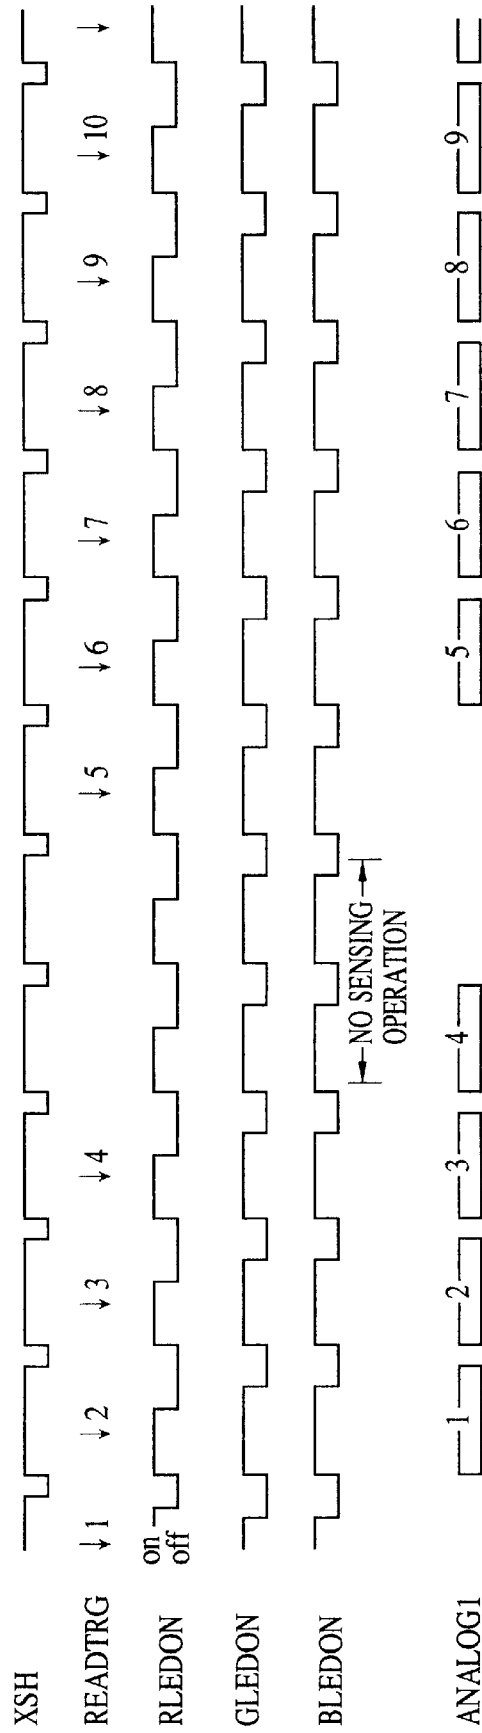 XSH
READTRG ↓1 ↓2 ↓3 ↓4 ↓5 ↓6 ↓7 ↓8 ↓9 ↓10 ↓
RLEDON on
off
GLEDON
BLEDON
NO SENSING
OPERATION
ANALOG1 1 2 3 4 5 6 7 8 9